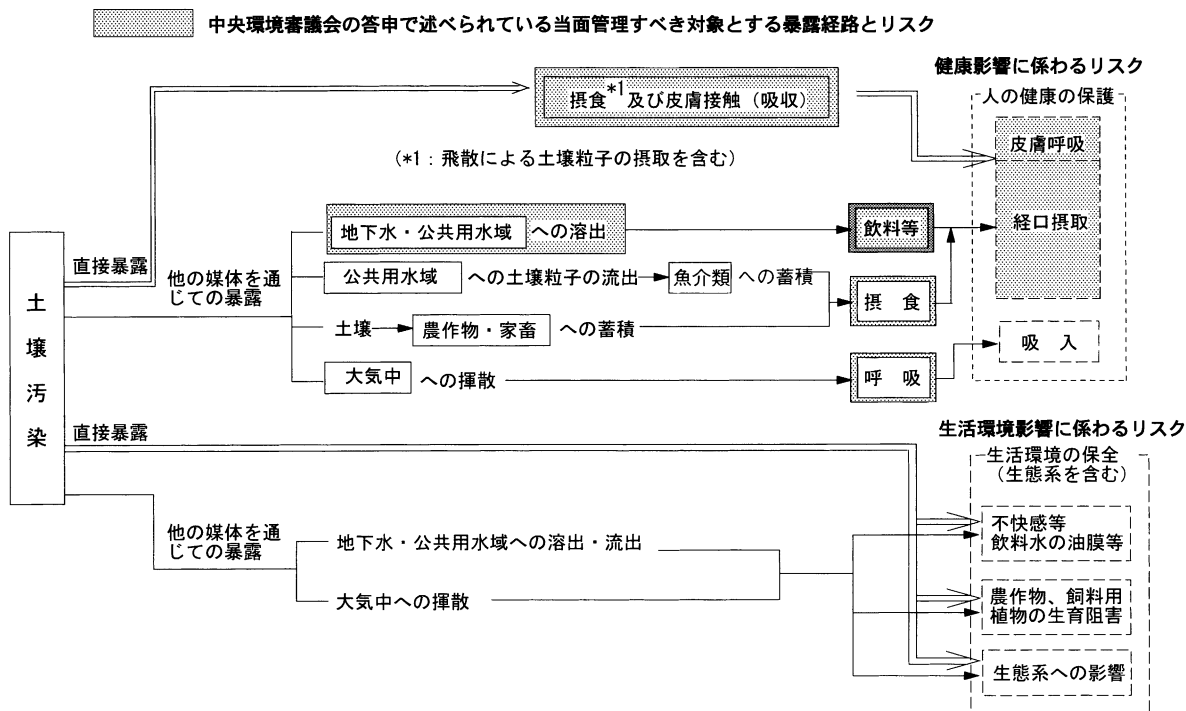 中央環境審議会の答申で述べられている当面管理すべき対象とする暴露経路とリスク
健康影響に係わるリスク
人の健康の保護
摂食*1及び皮膚接触（吸収）
皮膚呼吸
(*1：飛散による土壌粒子の摂取を含む)
地下水・公共用水域 への溶出
飲料等
経口摂取
直接暴露
他の媒体を通
じての暴露
公共用水域 への土壌粒子の流出 魚介類 への蓄積
摂 食
土壌 農作物・家畜 への蓄積
吸 入
大気中 への揮散
呼 吸
土壌汚染
直接暴露
生活環境影響に係わるリスク
生活環境の保全
（生態系を含む）
他の媒体を通
じての暴露
地下水・公共用水域への溶出・流出
大気中への揮散
不快感等
飲料水の油膜等
農作物、飼料用
植物の生育阻害
生態系への影響